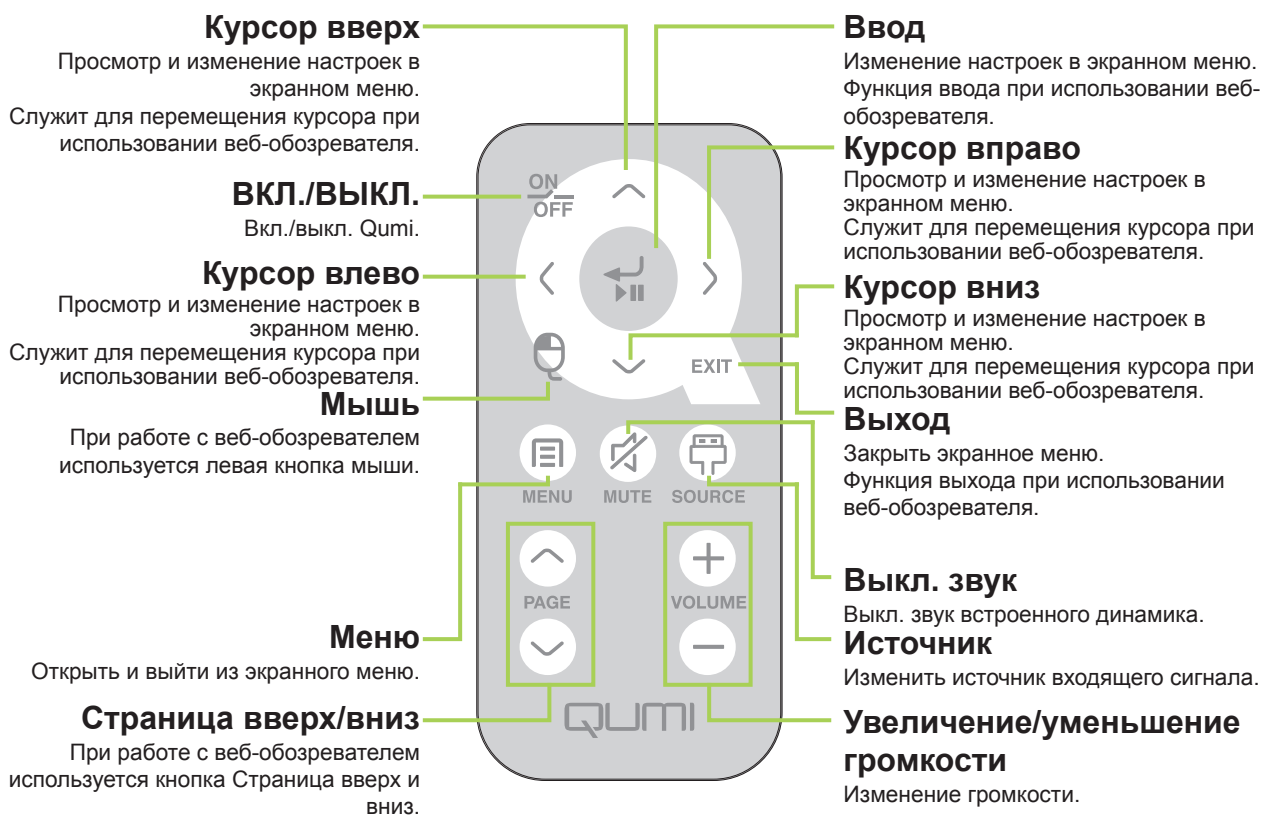 Курсор вверх
Просмотр и изменение настроек в
экранном меню.
Служит для перемещения курсора при
использовании веб-обозревателя.
ВКЛ./ВЫКЛ.
Вкл./выкл. Qumi.
Курсор влево
Просмотр и изменение настроек в
экранном меню.
Служит для перемещения курсора при
использовании веб-обозревателя.
Мышь
При работе с веб-обозревателем
используется левая кнопка мыши.
Меню
Открыть и выйти из экранного меню.
Страница вверх/вниз
При работе с веб-обозревателем
используется кнопка Страница вверх и
вниз.
ON
OFF
EXIT
MENU
MUTE
SOURCE
PAGE
VOLUME
QUMI
Ввод
Изменение настроек в экранном меню.
Функция ввода при использовании веб-
обозревателя.
Курсор вправо
Просмотр и изменение настроек в
экранном меню.
Служит для перемещения курсора при
использовании веб-обозревателя.
Курсор вниз
Просмотр и изменение настроек в
экранном меню.
Служит для перемещения курсора при
использовании веб-обозревателя.
Выход
Закрыть экранное меню.
Функция выхода при использовании
веб-обозревателя.
Выкл. звук
Выкл. звук встроенного динамика.
Источник
Изменить источник входящего сигнала.
Увеличение/уменьшение
громкости
Изменение громкости.